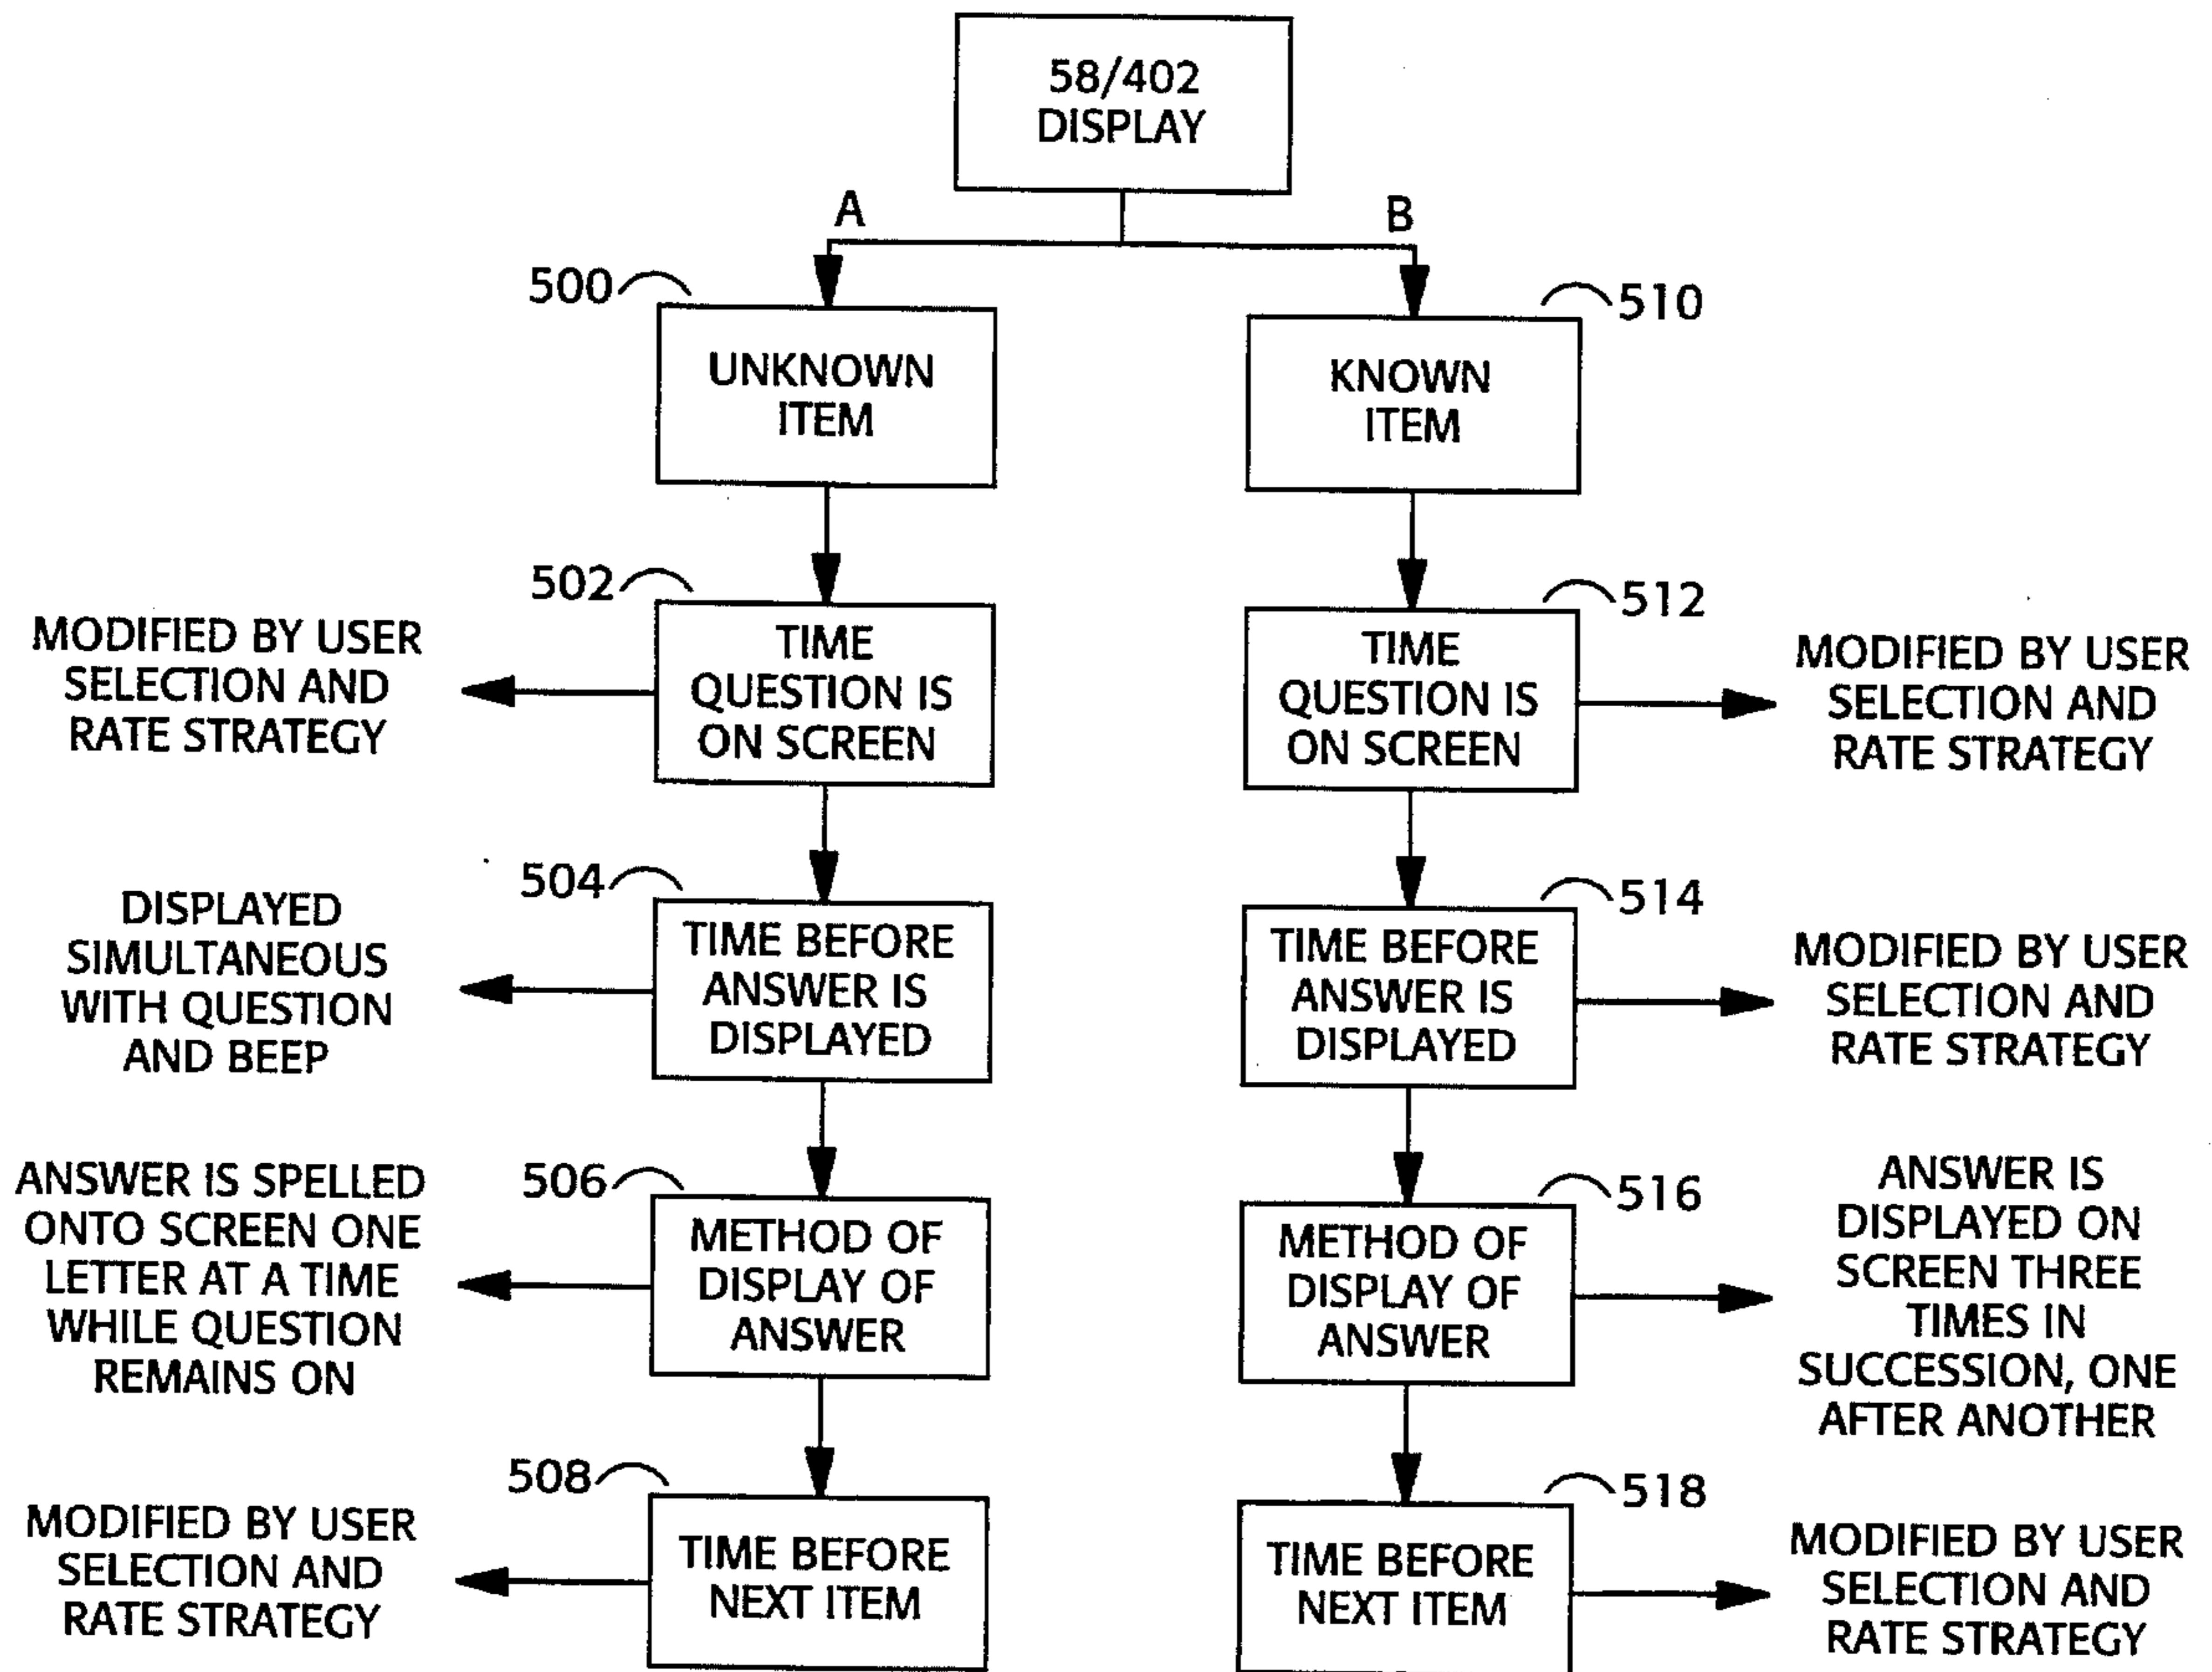 58/402
DISPLAY
A
B
500
UNKNOWN
ITEM
510
KNOWN
ITEM
502
TIME
QUESTION IS
ON SCREEN
MODIFIED BY USER
SELECTION AND
RATE STRATEGY
512
TIME
QUESTION IS
ON SCREEN
MODIFIED BY USER
SELECTION AND
RATE STRATEGY
504
TIME BEFORE
ANSWER IS
DISPLAYED
DISPLAYED
SIMULTANEOUS
WITH QUESTION
AND BEEP
514
TIME BEFORE
ANSWER IS
DISPLAYED
MODIFIED BY USER
SELECTION AND
RATE STRATEGY
506
METHOD OF
DISPLAY OF
ANSWER
ANSWER IS SPELLED
ONTO SCREEN ONE
LETTER AT A TIME
WHILE QUESTION
REMAINS ON
516
METHOD OF
DISPLAY OF
ANSWER
ANSWER IS
DISPLAYED ON
SCREEN THREE
TIMES IN
SUCCESSION, ONE
AFTER ANOTHER
508
TIME BEFORE
NEXT ITEM
MODIFIED BY USER
SELECTION AND
RATE STRATEGY
518
TIME BEFORE
NEXT ITEM
MODIFIED BY USER
SELECTION AND
RATE STRATEGY